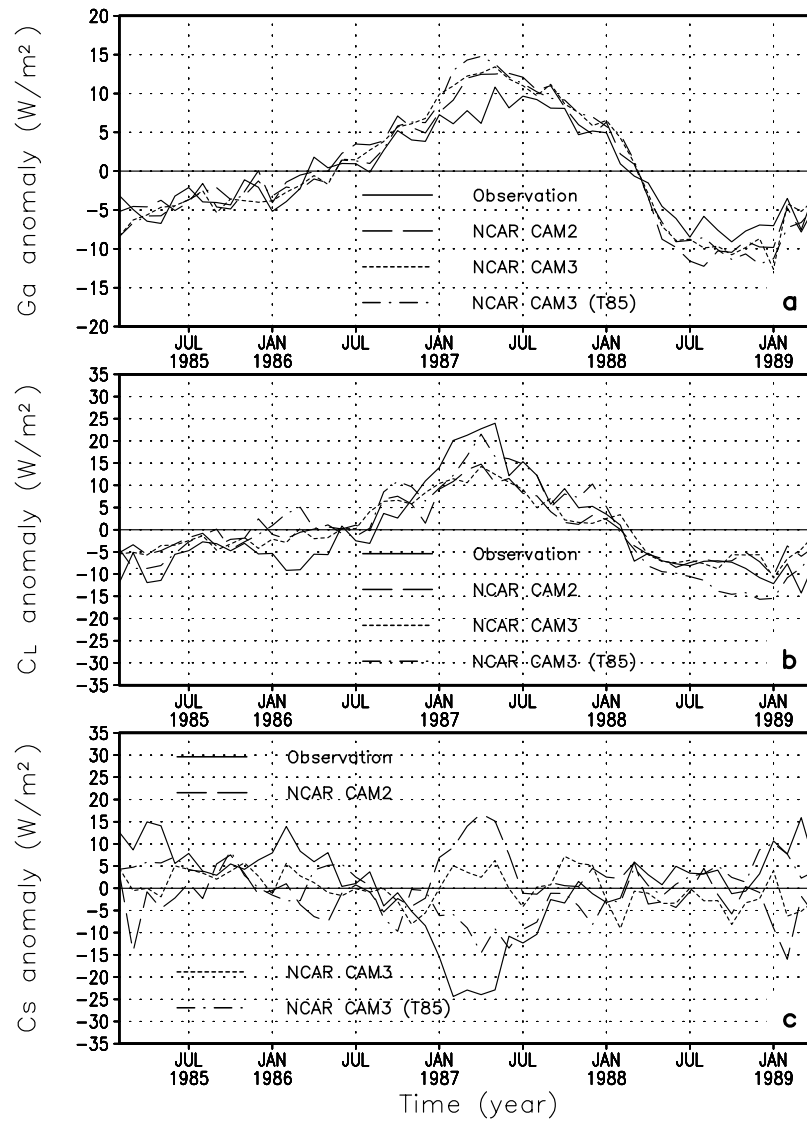 Ga anomaly (W/m²)
20
15
10
5
0
−5
−10
−15
−20
Observation
NCAR CAM2
NCAR CAM3
NCAR CAM3 (T85)
a
JUL 1985
JAN 1986
JUL
JAN 1987
JUL
JAN 1988
JUL
JAN 1989
CL anomaly (W/m²)
35
30
25
20
15
10
5
0
−5
−10
−15
−20
−25
−30
−35
Observation
NCAR CAM2
NCAR CAM3
NCAR CAM3 (T85)
b
JUL 1985
JAN 1986
JUL
JAN 1987
JUL
JAN 1988
JUL
JAN 1989
Cs anomaly (W/m²)
35
30
25
20
15
10
5
0
−5
−10
−15
−20
−25
−30
−35
Observation
NCAR CAM2
NCAR CAM3
NCAR CAM3 (T85)
c
JUL 1985
JAN 1986
JUL
JAN 1987
JUL
JAN 1988
JUL
JAN 1989
Time (year)